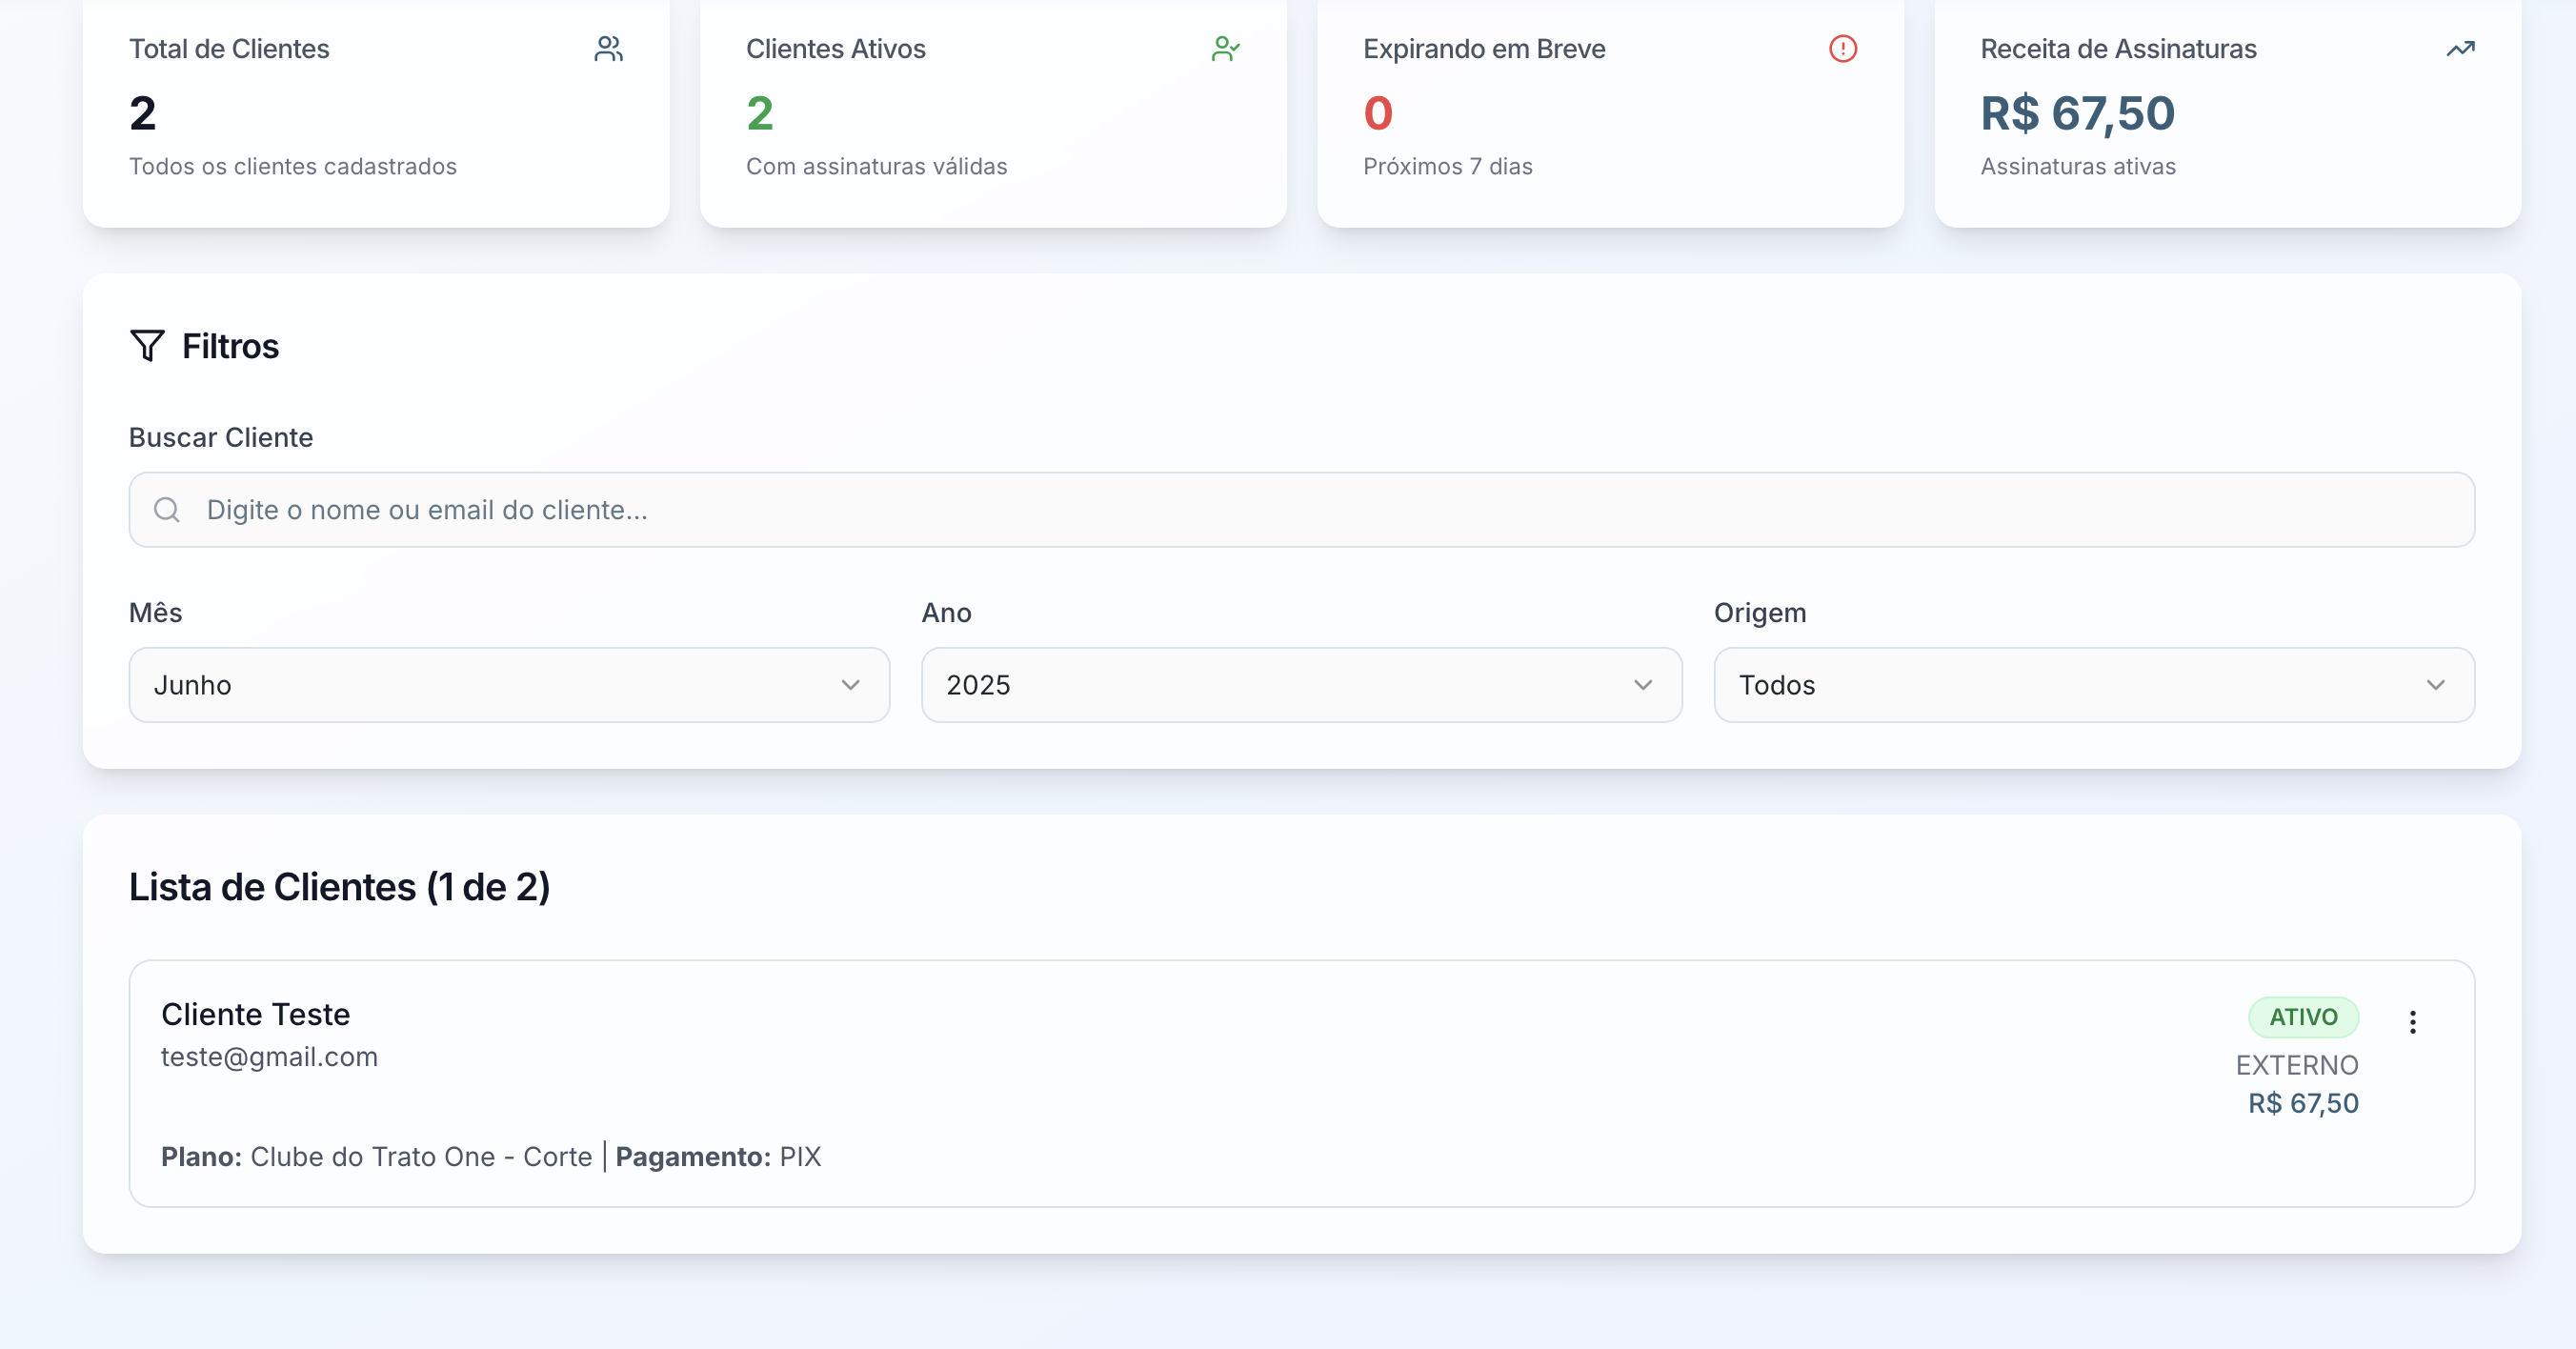 Total de Clientes
2
Todos os clientes cadastrados
Clientes Ativos
2
Com assinaturas válidas
Expirando em Breve
0
Próximos 7 dias
Receita de Assinaturas
R$ 67,50
Assinaturas ativas
Filtros
Buscar Cliente
Digite o nome ou email do cliente...
Mês
Junho
Ano
2025
Origem
Todos
Lista de Clientes (1 de 2)
Cliente Teste
teste@gmail.com
ATIVO
EXTERNO
R$ 67,50
Plano: Clube do Trato One - Corte | Pagamento: PIX